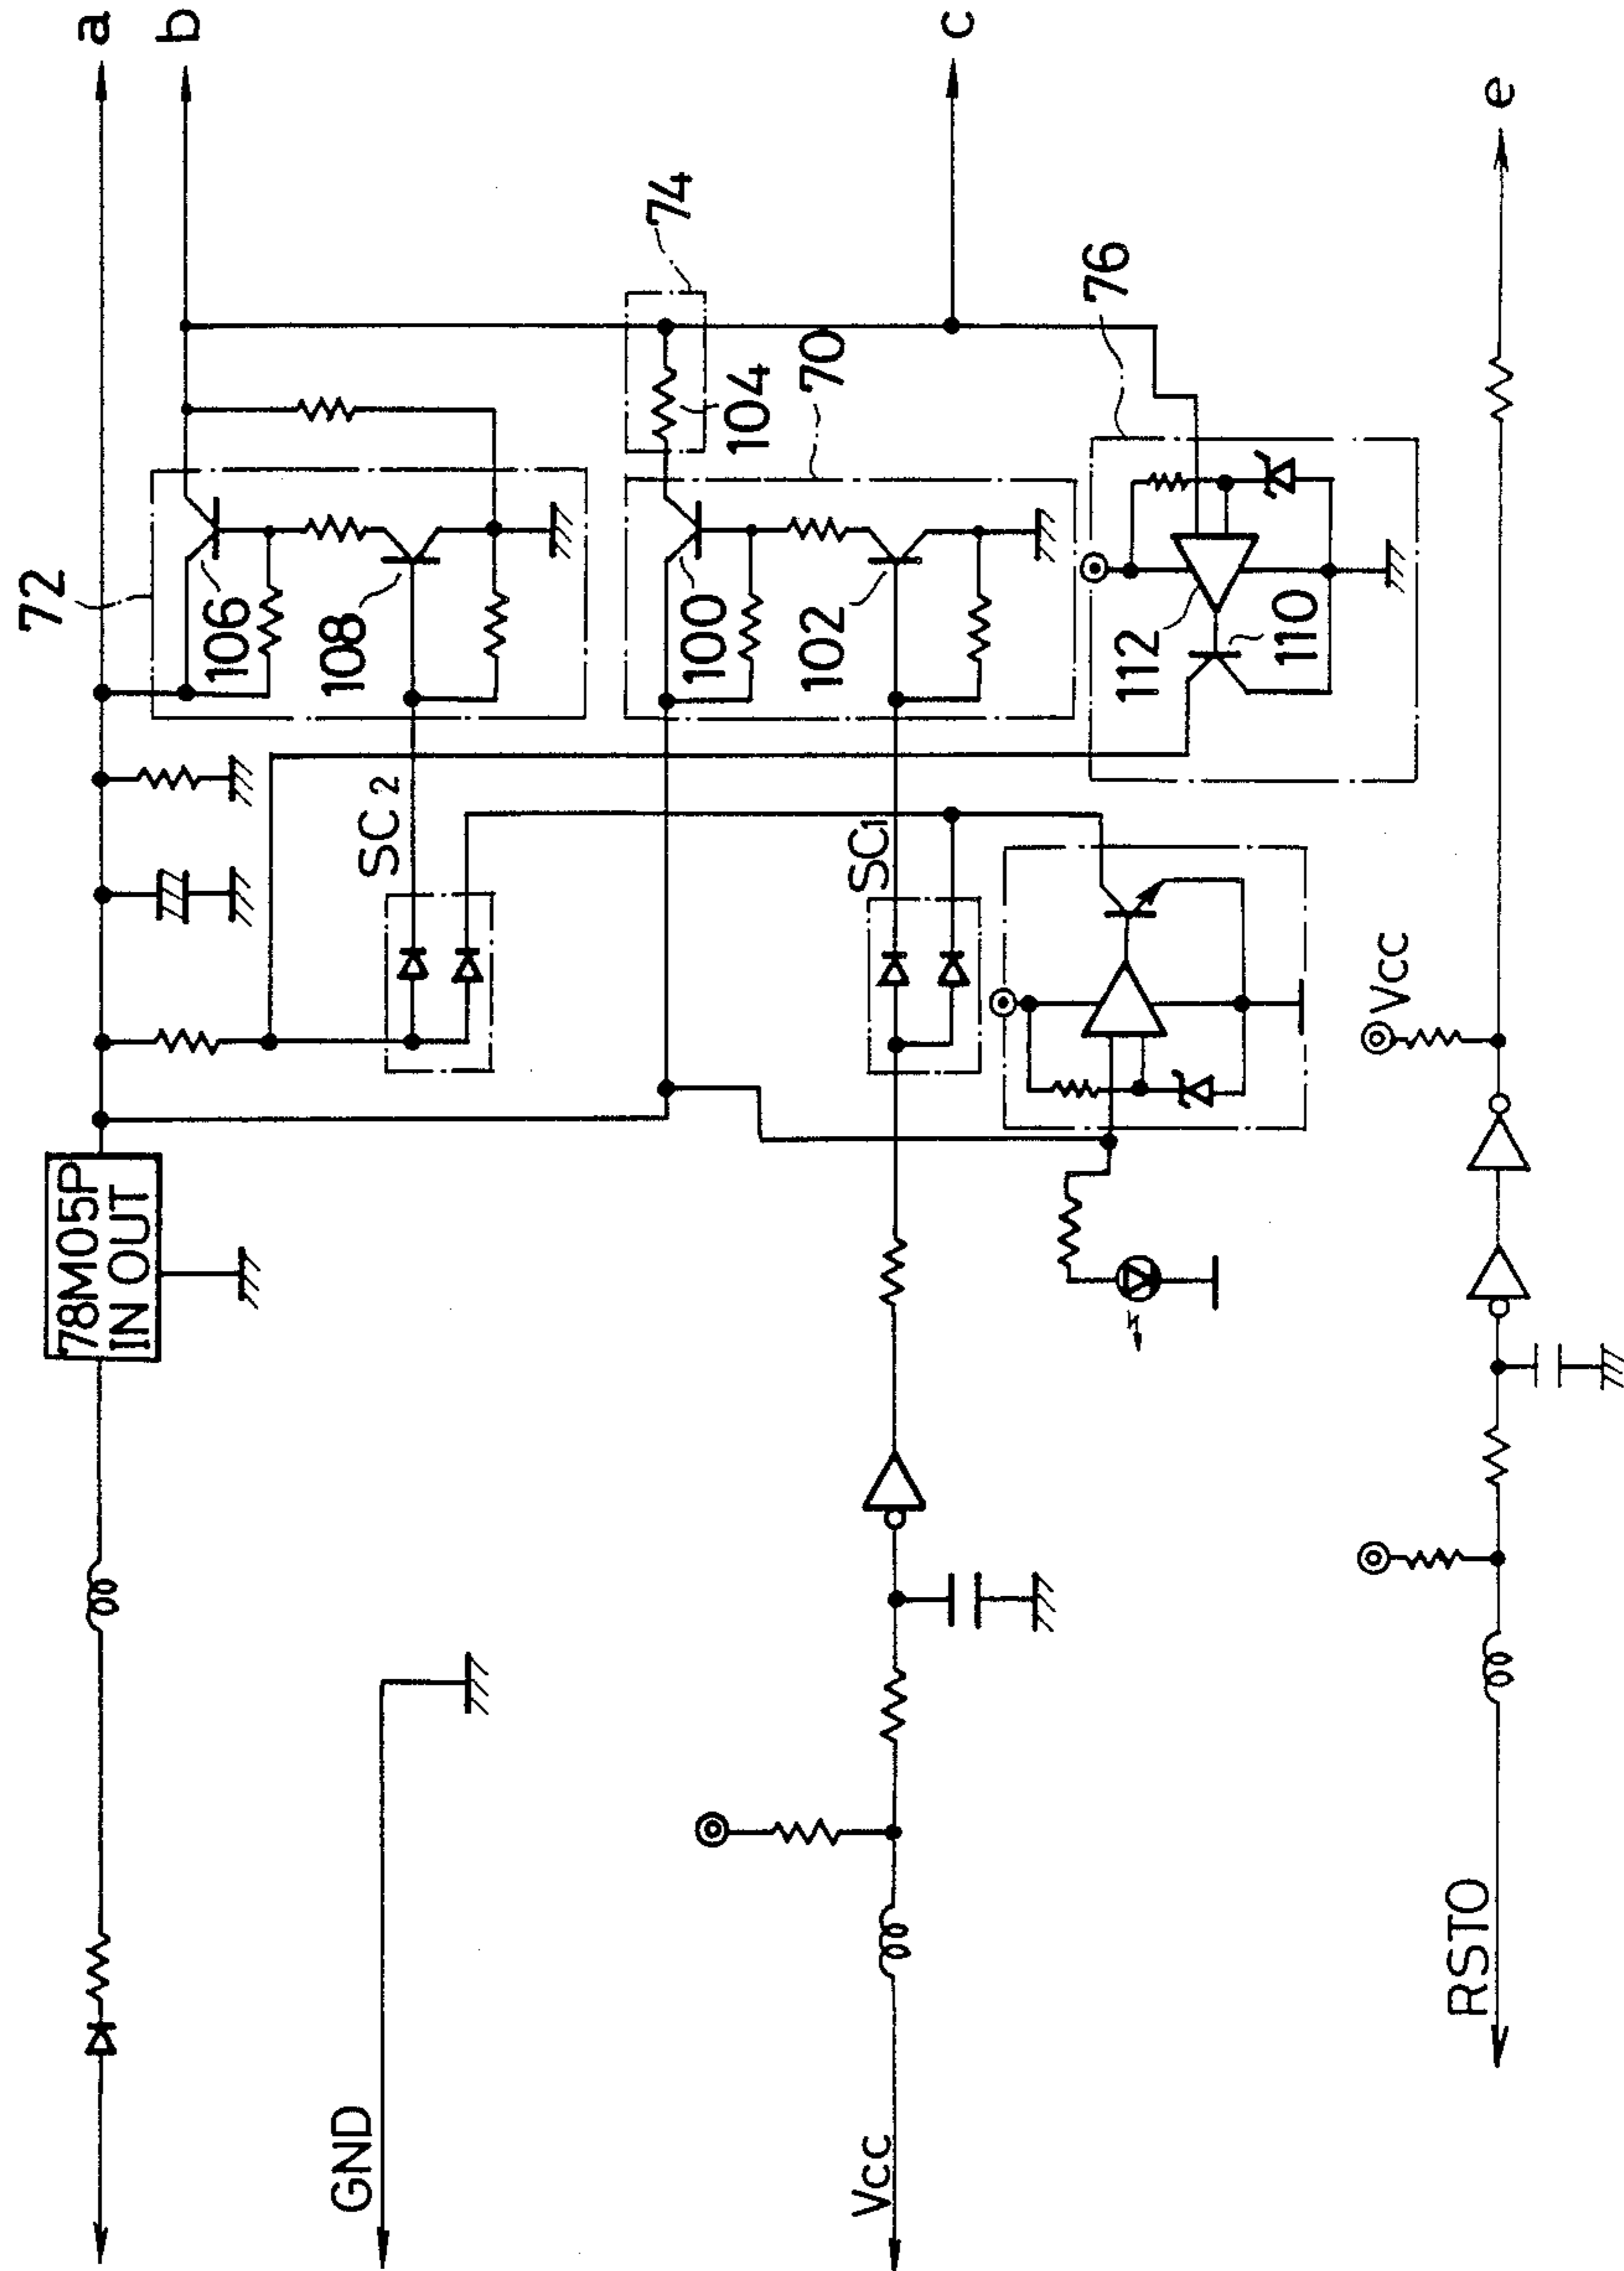 a
b
c
e
72
74
76
70
106
108
100
102
104
112
110
SC2
SC1
78M05P
IN OUT
Vcc
GND
Vcc
RSTO